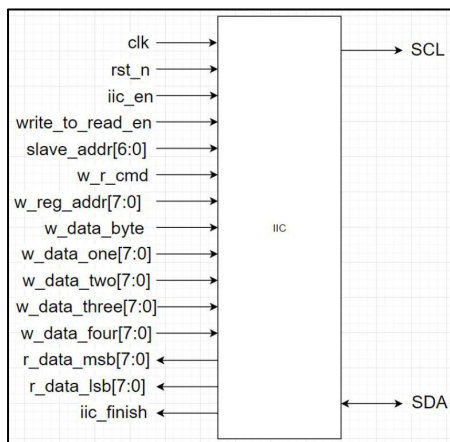 clk
rst_n
iic_en
write_to_read_en
slave_addr[6:0]
w_r_cmd
w_reg_addr[7:0]
w_data_byte
w_data_one[7:0]
w_data_two[7:0]
w_data_three[7:0]
w_data_four[7:0]
r_data_msb[7:0]
r_data_lsb[7:0]
iic_finish
IIC
SCL
SDA